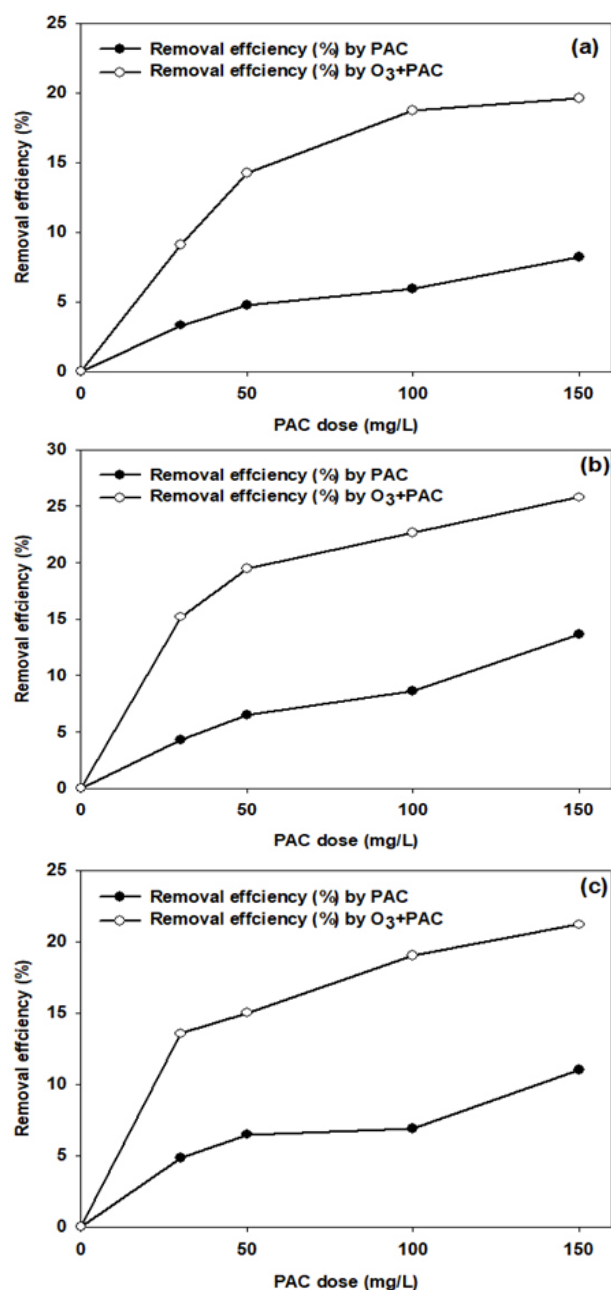 25
20
15
10
5
0
Removal effciency (%)
Removal effciency (%) by PAC
Removal effciency (%) by O3+PAC
(a)
0 50 100 150
PAC dose (mg/L)
30
25
20
15
10
5
0
Removal effciency (%)
Removal effciency (%) by PAC
Removal effciency (%) by O3+PAC
(b)
0 50 100 150
PAC dose (mg/L)
25
20
15
10
5
0
Removal effciency (%)
Removal effciency (%) by PAC
Removal effciency (%) by O3+PAC
(c)
0 50 100 150
PAC dose (mg/L)